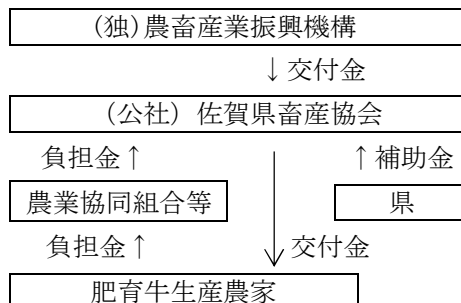 (独)農畜産業振興機構
↓交付金
(公社) 佐賀県畜産協会
負担金↑ ↑補助金
農業協同組合等 県
負担金↑ 交付金
肥育牛生産農家